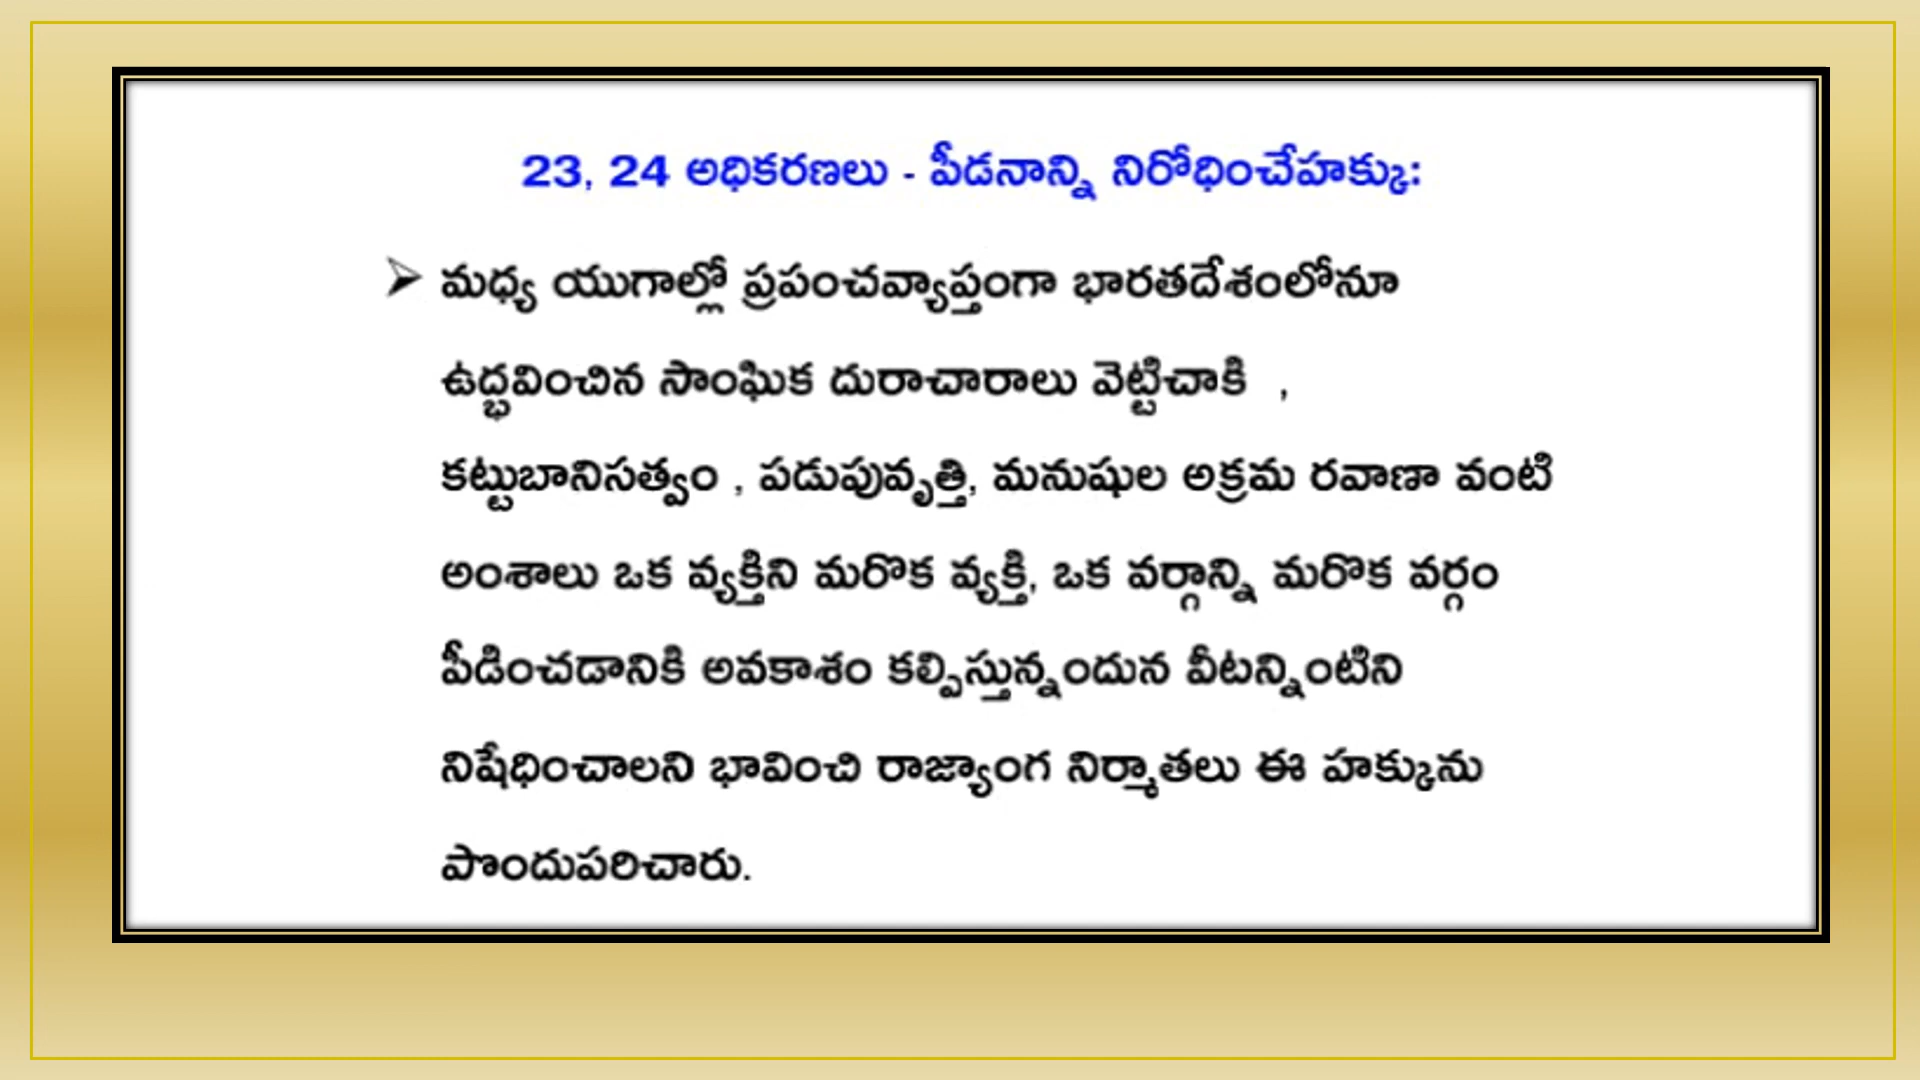 23, 24 అధికరణలు - పీడనాన్ని నిరోధించేహక్కు:
➢ మధ్య యుగాల్లో ప్రపంచవ్యాప్తంగా భారతదేశంలోనూ
ఉద్భవించిన సాంఘిక దురాచారాలు వెట్టిచాకి ,
కట్టుబానిసత్వం , పడుపువృత్తి, మనుషుల అక్రమ రవాణా వంటి
అంశాలు ఒక వ్యక్తిని మరొక వ్యక్తి, ఒక వర్గాన్ని మరొక వర్గం
పీడించడానికి అవకాశం కల్పిస్తున్నందున వీటన్నింటిని
నిషేధించాలని భావించి రాజ్యాంగ నిర్మాతలు ఈ హక్కును
పొందుపరిచారు.